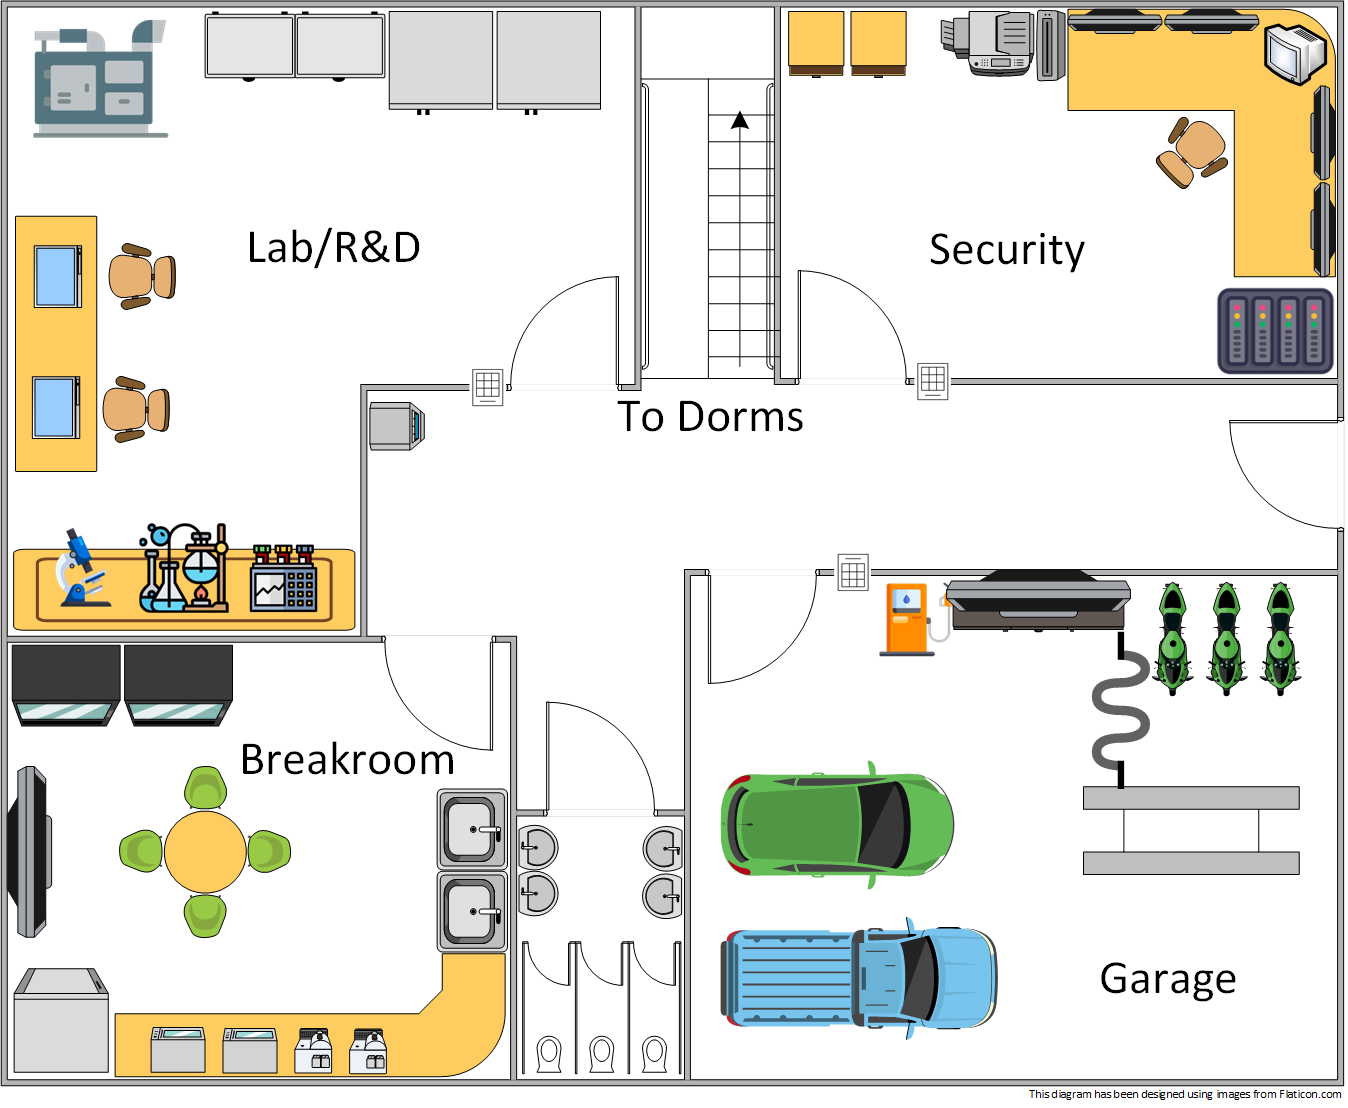 Lab/R&D
Security
To Dorms
Breakroom
Garage
This diagram has been designed using images from Flaticon.com